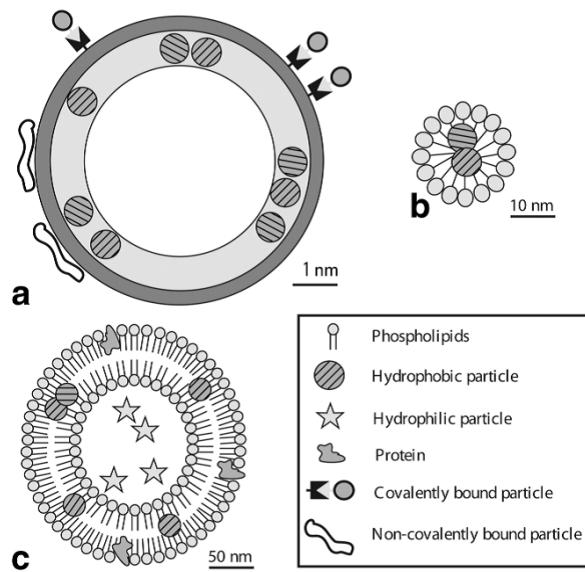 a
1 nm
b
10 nm
c
50 nm
Phospholipids
Hydrophobic particle
Hydrophilic particle
Protein
Covalently bound particle
Non-covalently bound particle